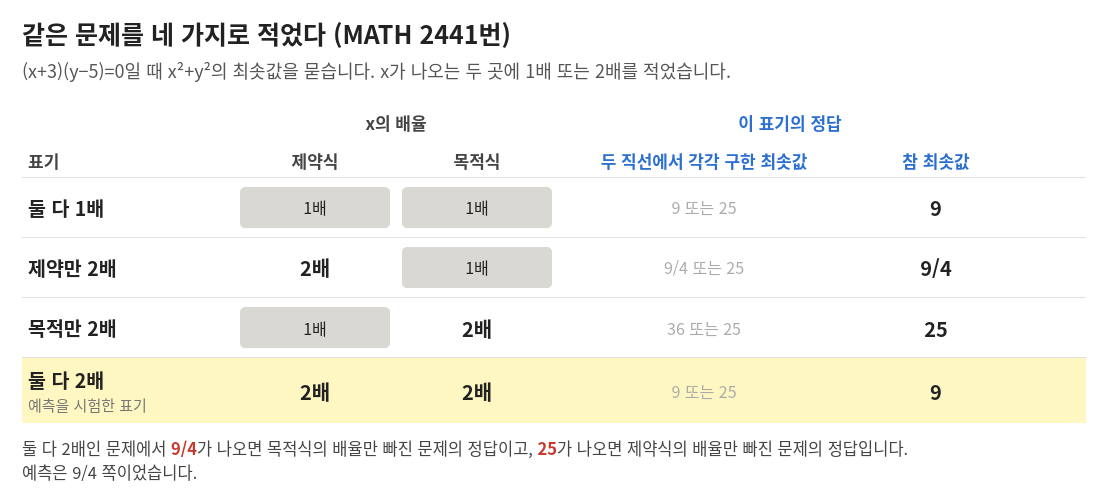 같은 문제를 네 가지로 적었다 (MATH 2441번)
(x+3)(y−5)=0일 때 x²+y²의 최솟값을 묻습니다. x가 나오는 두 곳에 1배 또는 2배를 적었습니다.
x의 배율 이 표기의 정답
표기 제약식 목적식 두 직선에서 각각 구한 최솟값 참 최솟값
둘 다 1배 1배 1배 9 또는 25 9
제약만 2배 2배 1배 9/4 또는 25 9/4
목적만 2배 1배 2배 36 또는 25 25
둘 다 2배 2배 2배 9 또는 25 9
예측을 시험한 표기
둘 다 2배인 문제에서 9/4가 나오면 목적식의 배율만 빠진 문제의 정답이고, 25가 나오면 제약식의 배율만 빠진 문제의 정답입니다.
예측은 9/4 쪽이었습니다.